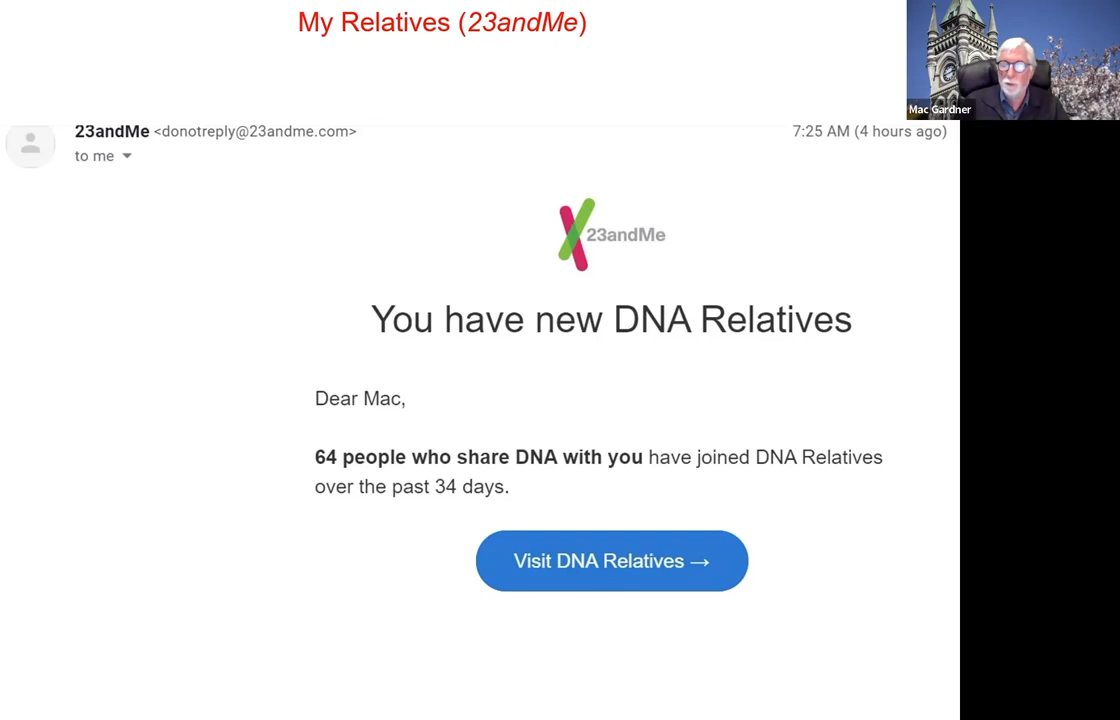 My Relatives (23andMe)
Mac Gardner
23andMe <donotreply@23andme.com>
7:25 AM (4 hours ago)
to me
23andMe
You have new DNA Relatives
Dear Mac,
64 people who share DNA with you have joined DNA Relatives
over the past 34 days.
Visit DNA Relatives →